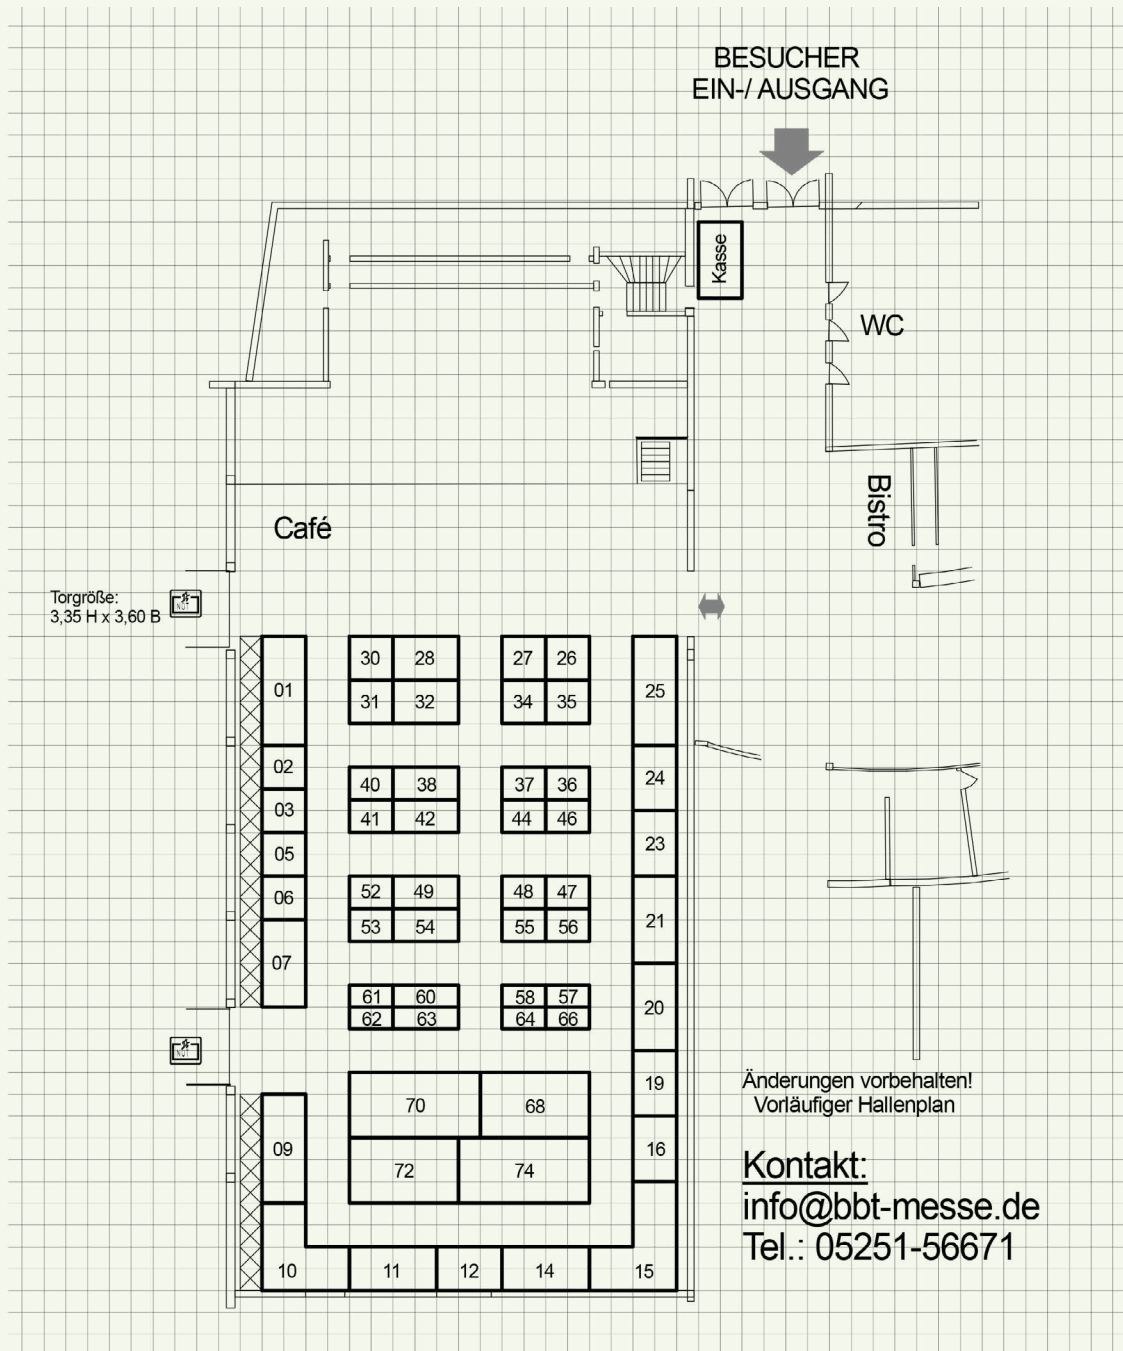 BESUCHER
EIN-/ AUSGANG
Kasse
WC
Bistro
Café
Torgröße:
3,35 H x 3,60 B
NOT
30 28 27 26
01 31 32 34 35 25
02 40 38 37 36 24
03 41 42 44 46 23
05
06 52 49 48 47 21
53 54 55 56
07 61 60 58 57 20
62 63 64 66
NOT
70 68 19
09 72 74 16
10 11 12 14 15
Änderungen vorbehalten!
Vorläufiger Hallenplan
Kontakt:
info@bbt-messe.de
Tel.: 05251-56671